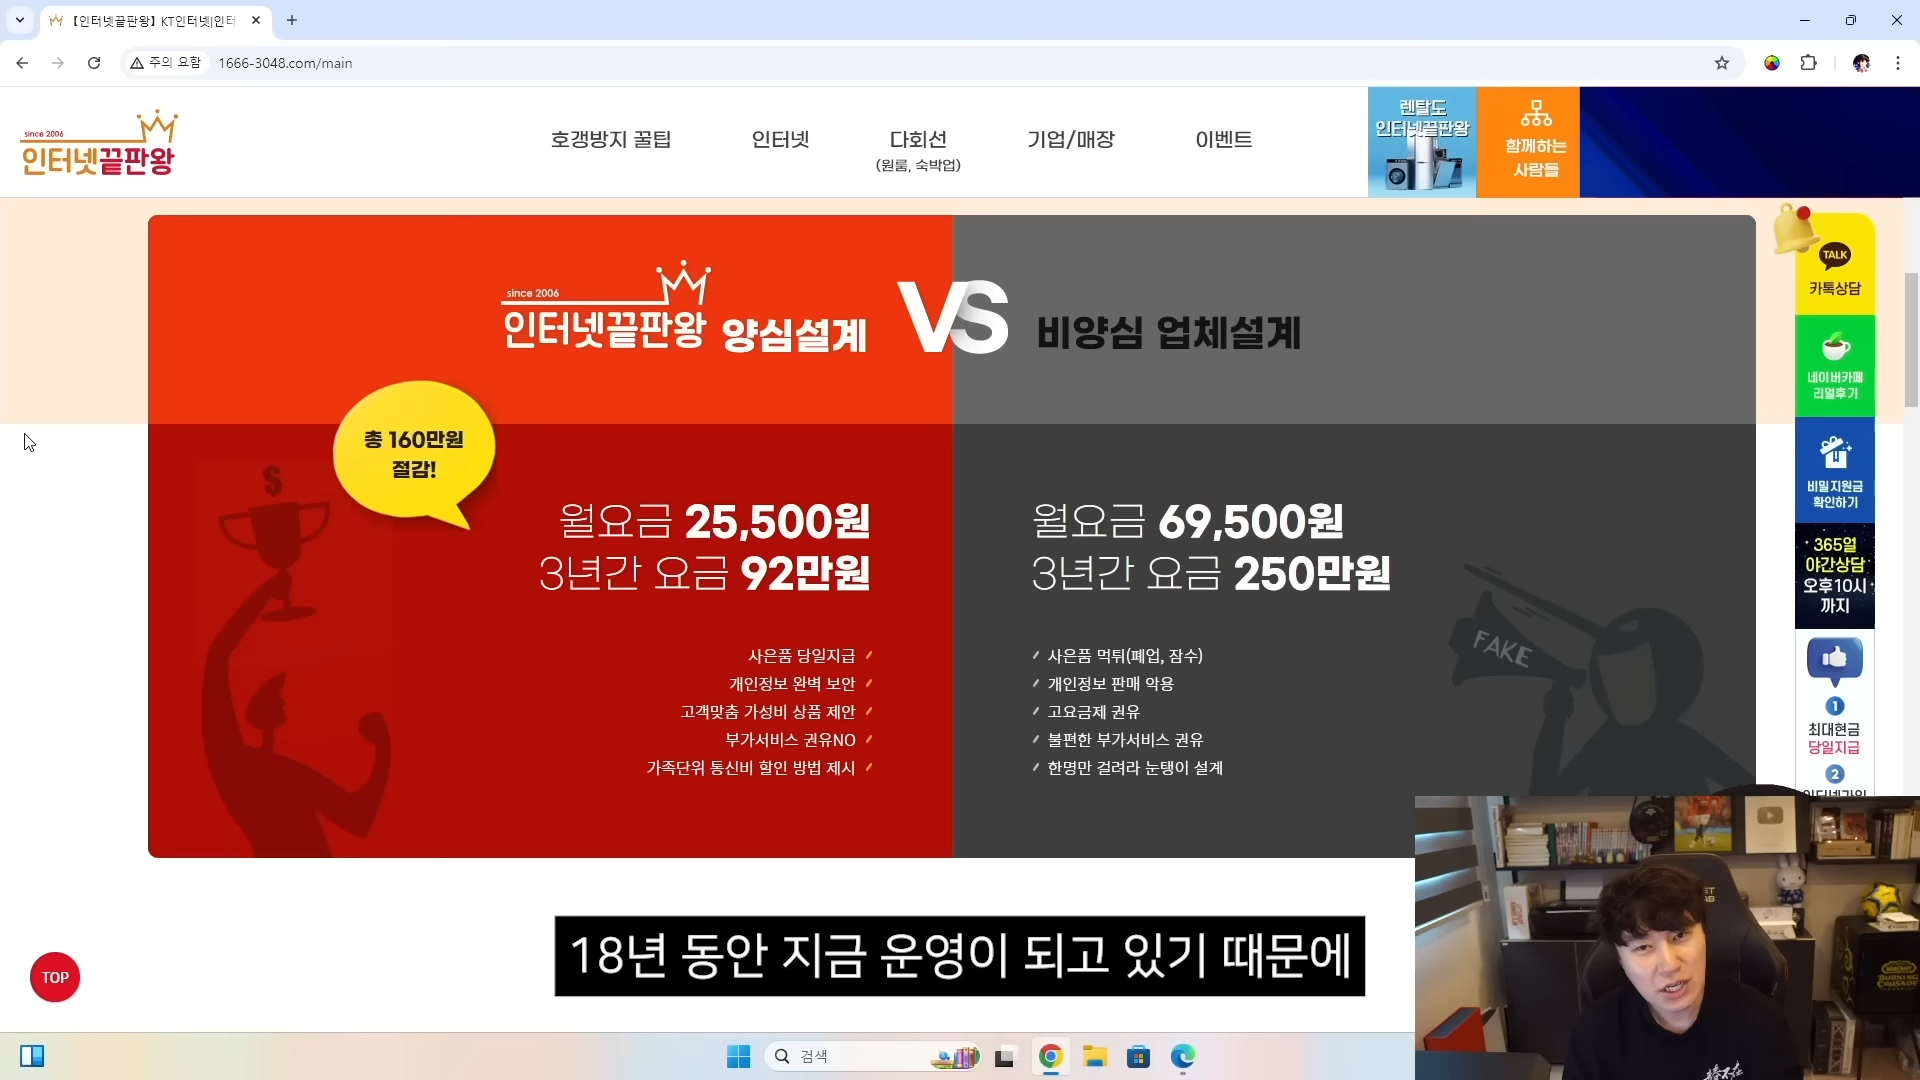 【인터넷끝판왕】 KT인터넷|인터
주의 요함
1666-3048.com/main
since 2006
인터넷끝판왕
호갱방지 꿀팁
인터넷
다회선
(원룸, 숙박업)
기업/매장
이벤트
렌탈도
인터넷끝판왕
함께하는
사람들
since 2006
인터넷끝판왕 양심설계
VS
비양심 업체설계
총 160만원
절감!
월요금 25,500원
3년간 요금 92만원
사은품 당일지급
개인정보 완벽 보안
고객맞춤 가성비 상품 제안
부가서비스 권유NO
가족단위 통신비 할인 방법 제시
$
월요금 69,500원
3년간 요금 250만원
사은품 먹튀(폐업, 잠수)
개인정보 판매 악용
고요금제 권유
불편한 부가서비스 권유
한명만 걸려라 눈탱이 설계
FAKE
TALK
카톡상담
네이버카페
리얼후기
비밀지원금
확인하기
365일
야간상담
오후10시
까지
1
최대현금
당일지급
2
TOP
18년 동안 지금 운영이 되고 있기 때문에
검색